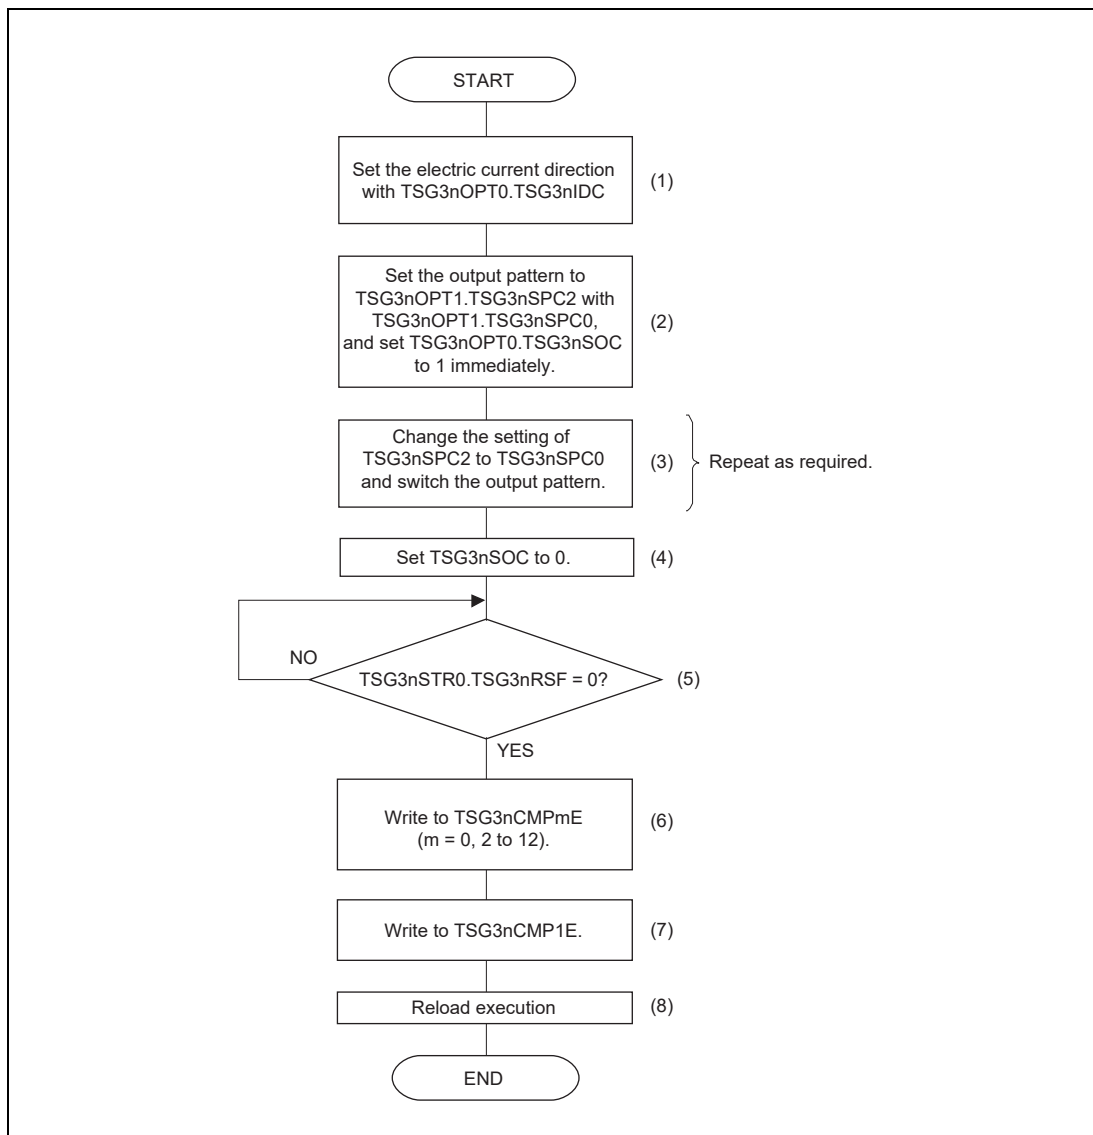 START
Set the electric current direction
with TSG3nOPT0.TSG3nIDC
(1)
Set the output pattern to
TSG3nOPT1.TSG3nSPC2 with
TSG3nOPT1.TSG3nSPC0,
and set TSG3nOPT0.TSG3nSOC
to 1 immediately.
(2)
Change the setting of
TSG3nSPC2 to TSG3nSPC0
and switch the output pattern.
(3)
Repeat as required.
Set TSG3nSOC to 0.
(4)
NO
TSG3nSTR0.TSG3nRSF = 0?
(5)
YES
Write to TSG3nCMPmE
(m = 0, 2 to 12).
(6)
Write to TSG3nCMP1E.
(7)
Reload execution
(8)
END